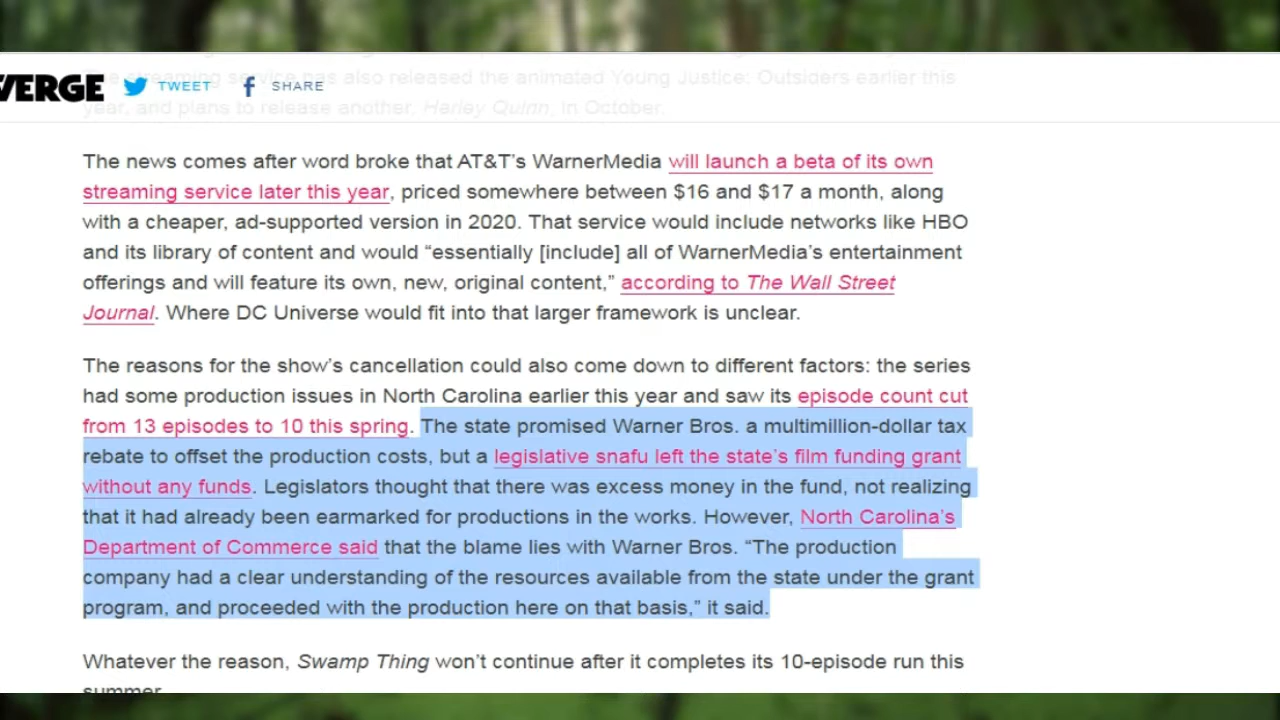 VERGE TWEET SHARE
The streaming service has also released the animated Young Justice: Outsiders earlier this
year, and plans to release another, Harley Quinn, in October.
The news comes after word broke that AT&T’s WarnerMedia will launch a beta of its own
streaming service later this year, priced somewhere between $16 and $17 a month, along
with a cheaper, ad-supported version in 2020. That service would include networks like HBO
and its library of content and would “essentially [include] all of WarnerMedia’s entertainment
offerings and will feature its own, new, original content,” according to The Wall Street
Journal. Where DC Universe would fit into that larger framework is unclear.
The reasons for the show’s cancellation could also come down to different factors: the series
had some production issues in North Carolina earlier this year and saw its episode count cut
from 13 episodes to 10 this spring. The state promised Warner Bros. a multimillion-dollar tax
rebate to offset the production costs, but a legislative snafu left the state’s film funding grant
without any funds. Legislators thought that there was excess money in the fund, not realizing
that it had already been earmarked for productions in the works. However, North Carolina’s
Department of Commerce said that the blame lies with Warner Bros. “The production
company had a clear understanding of the resources available from the state under the grant
program, and proceeded with the production here on that basis,” it said.
Whatever the reason, Swamp Thing won’t continue after it completes its 10-episode run this
summer.